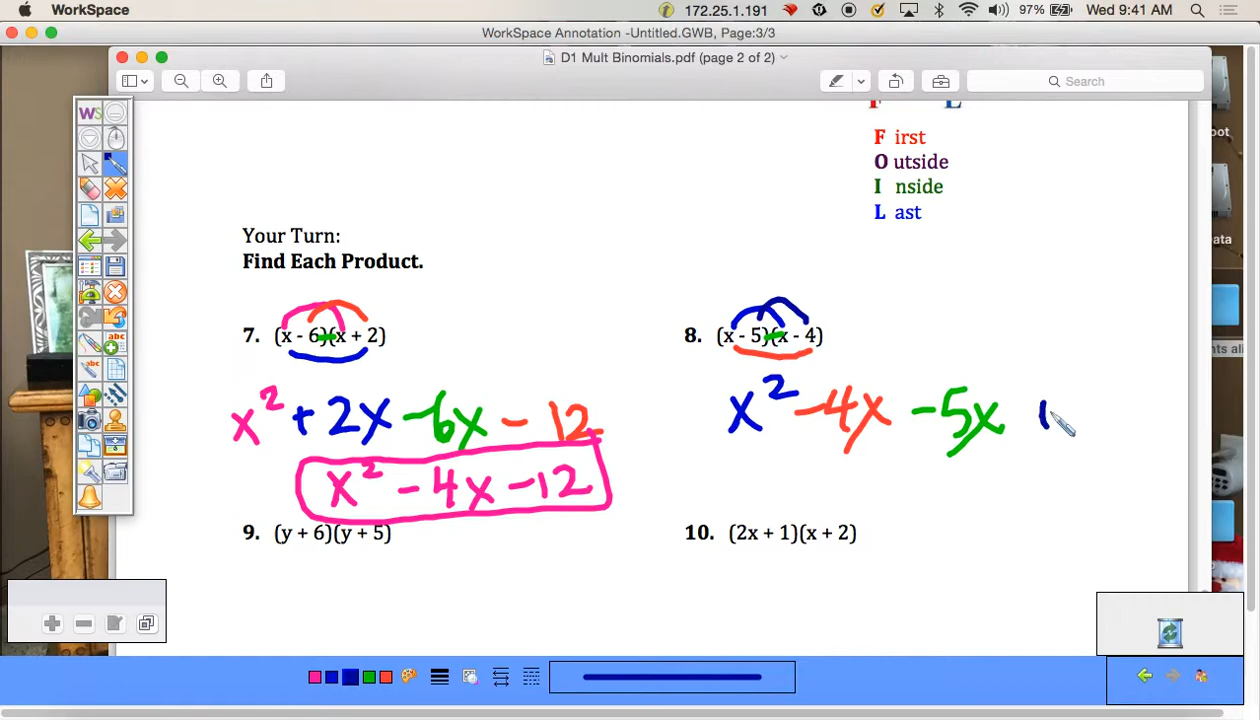 WorkSpace 172.25.1.191 97% Wed 9:41 AM
WorkSpace Annotation -Untitled.GWB, Page:3/3
D1 Mult Binomials.pdf (page 2 of 2)
Search
WS
F irst
O utside
I nside
L ast
Your Turn:
Find Each Product.
7. (x - 6)(x + 2)
x² + 2x - 6x - 12
x² - 4x - 12
8. (x - 5)(x - 4)
x² - 4x - 5x
9. (y + 6)(y + 5)
10. (2x + 1)(x + 2)